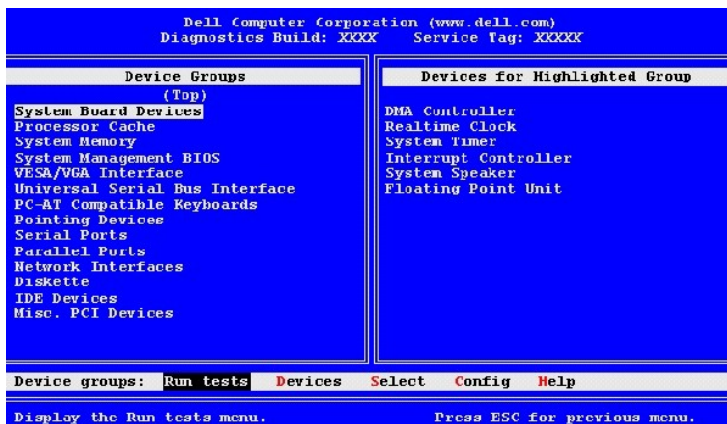 Dell Computer Corporation (www.dell.com)
Diagnostics Build: XXXX Service Tag: XXXXX
Device Groups
(Top)
System Board Devices
Processor Cache
System Memory
System Management BIOS
VESA/VGA Interface
Universal Serial Bus Interface
PC-AT Compatible Keyboards
Pointing Devices
Serial Ports
Parallel Ports
Network Interfaces
Diskette
IDE Devices
Misc. PCI Devices
Devices for Highlighted Group
DMA Controller
Realtime Clock
System Timer
Interrupt Controller
System Speaker
Floating Point Unit
Device groups: Run tests Devices Select Config Help
Display the Run tests menu. Press ESC for previous menu.